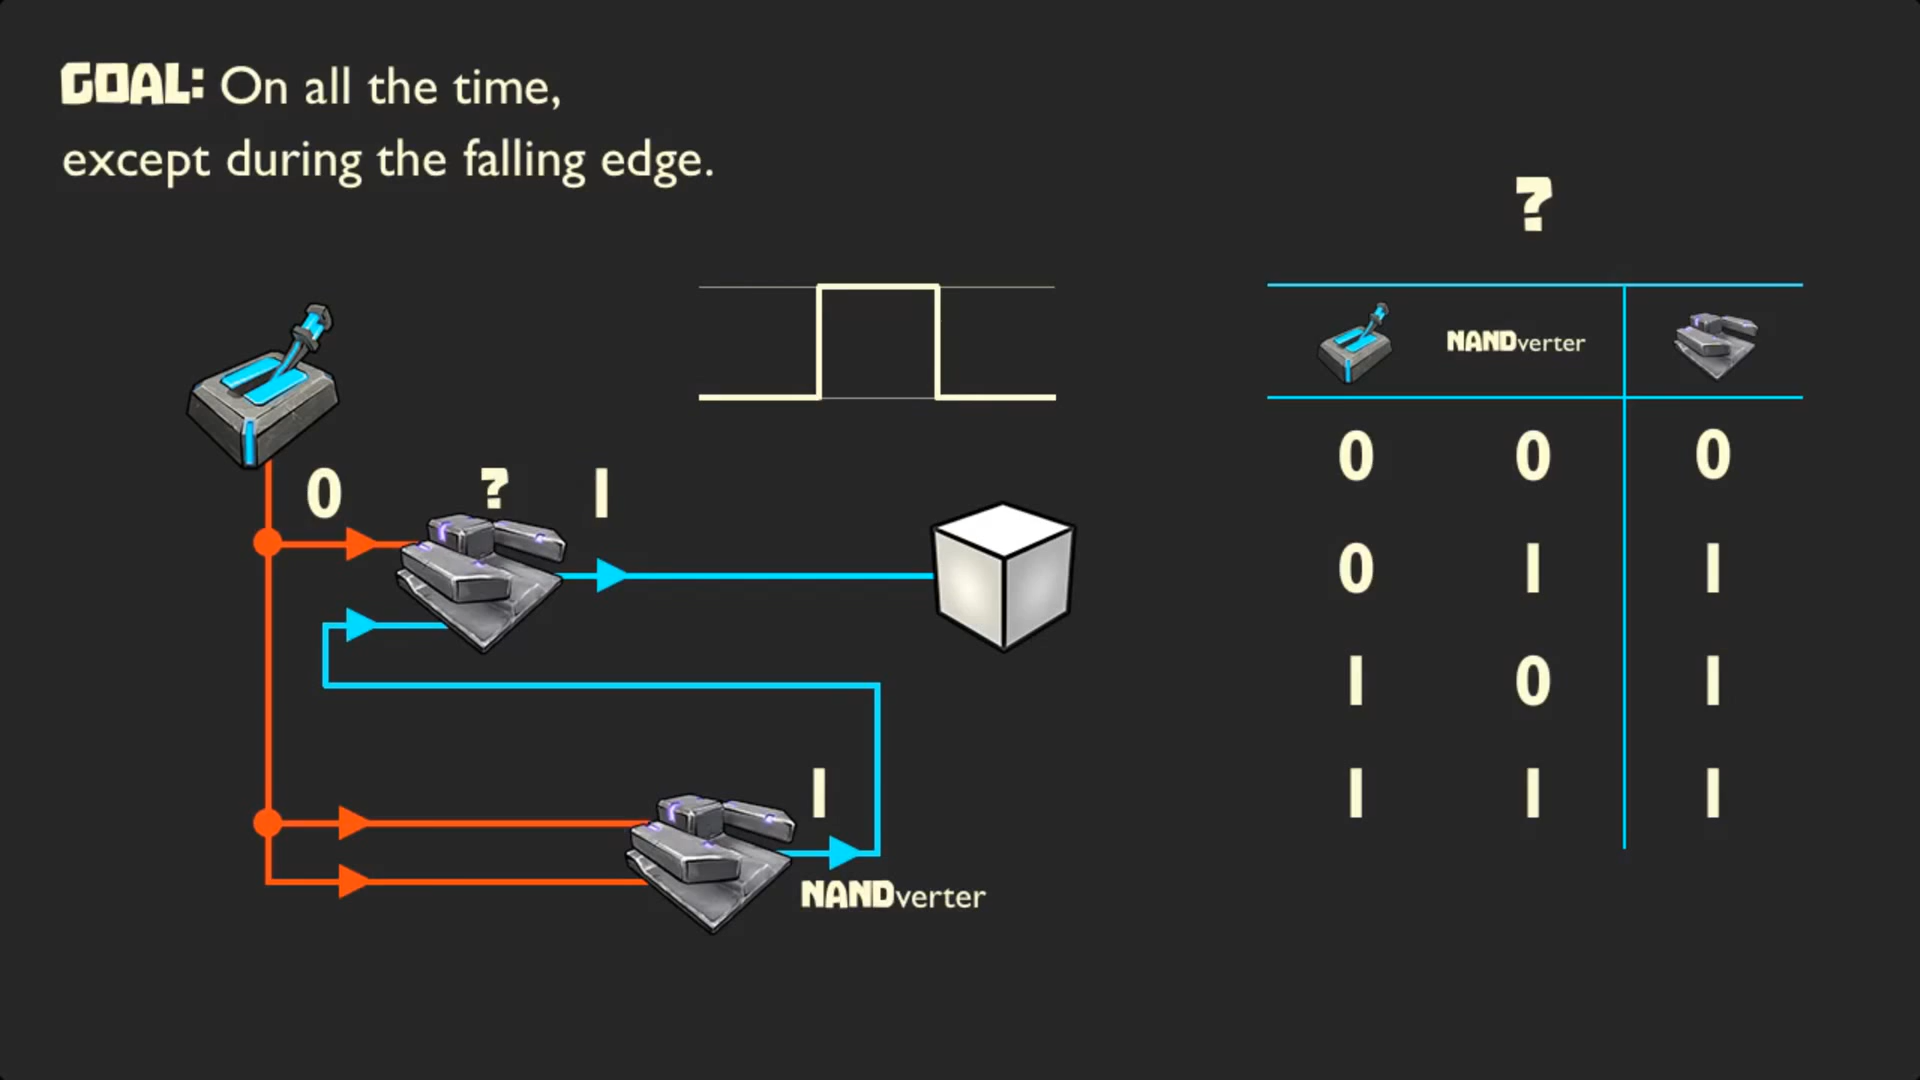 GOAL: On all the time,
except during the falling edge.
?
NANDverter
0 0 0
0 1 1
1 0 1
1 1 1
0 ? 1
1
NANDverter